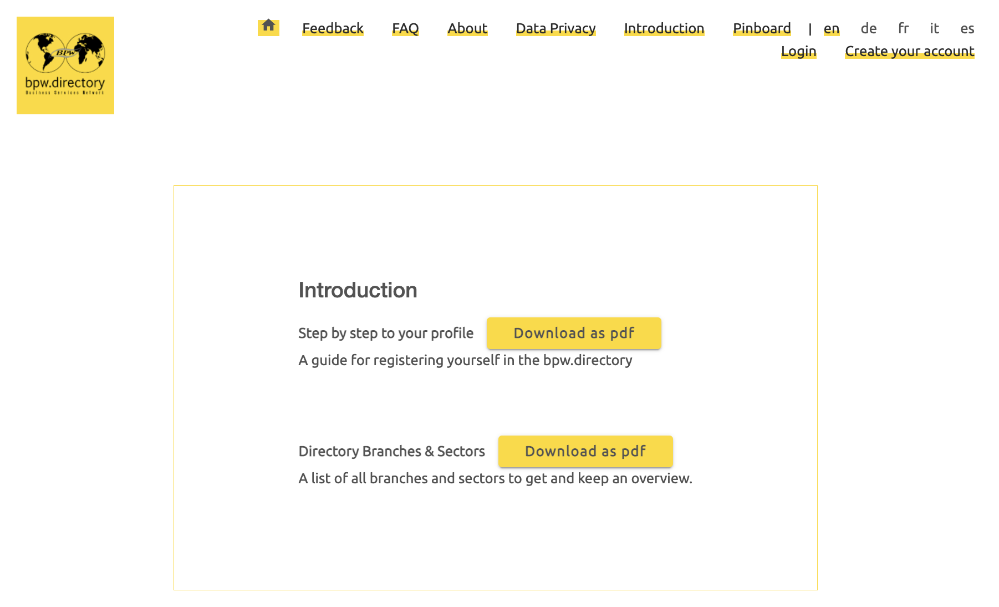 BPW
bpw.directory
Business Services Network
Feedback FAQ About Data Privacy Introduction Pinboard | en de fr it es
Login Create your account
Introduction
Step by step to your profile Download as pdf
A guide for registering yourself in the bpw.directory
Directory Branches & Sectors Download as pdf
A list of all branches and sectors to get and keep an overview.